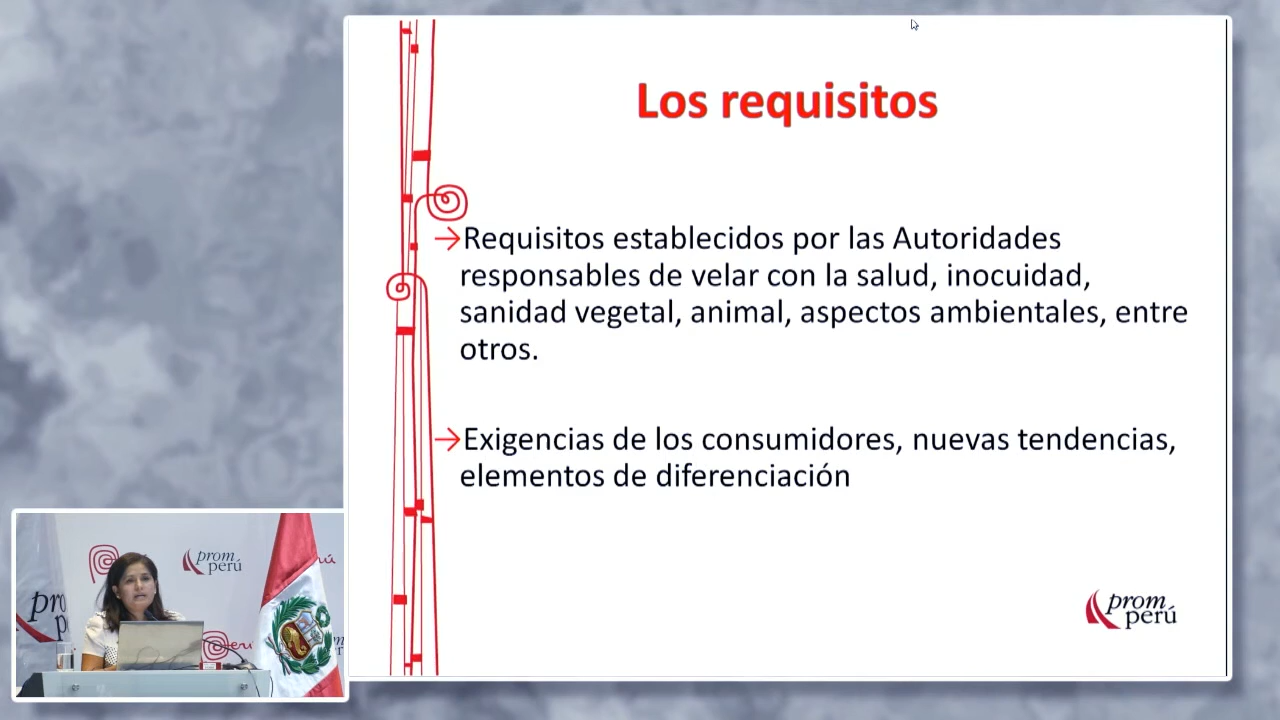 Los requisitos
→Requisitos establecidos por las Autoridades
responsables de velar con la salud, inocuidad,
sanidad vegetal, animal, aspectos ambientales, entre
otros.
→Exigencias de los consumidores, nuevas tendencias,
elementos de diferenciación
prom
perú
prom
perú